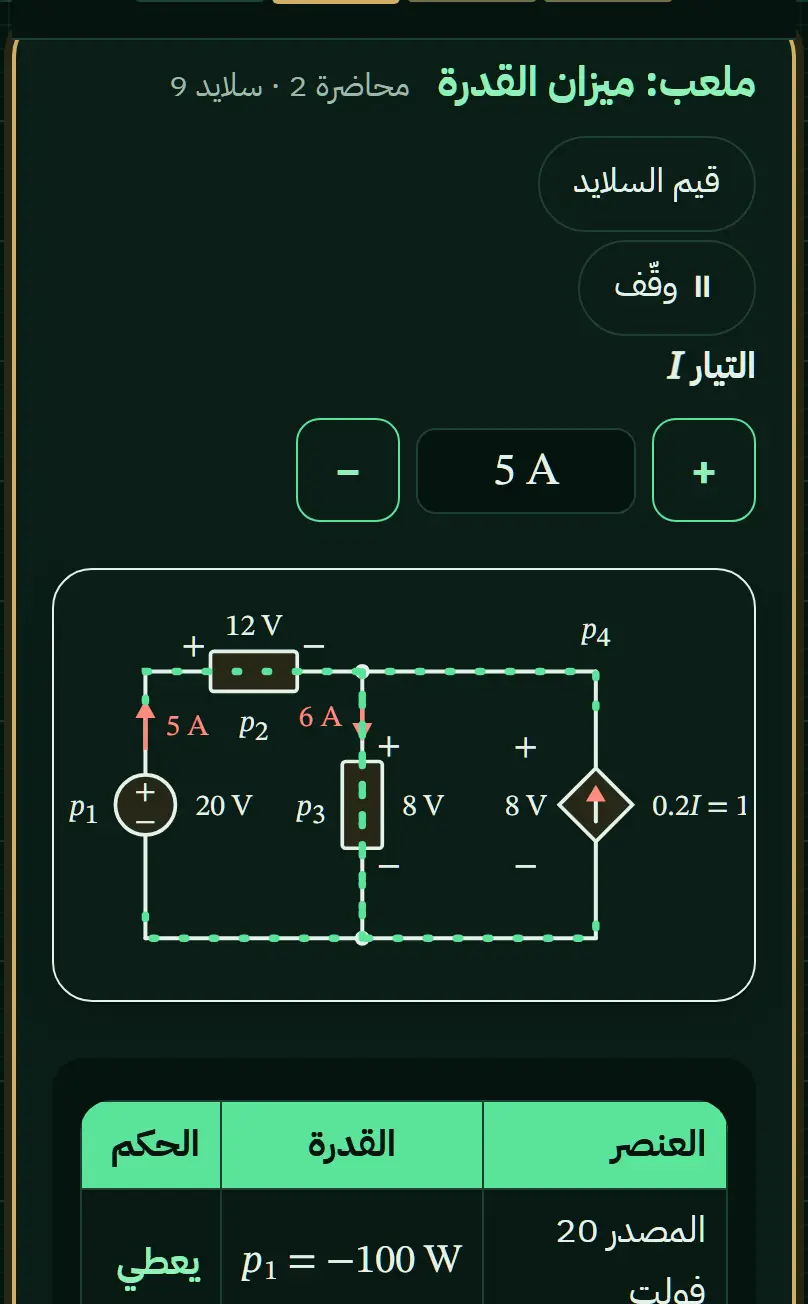 ملعب: ميزان القدرة محاضرة 2 · سلايد 9
قيم السلايد
وقّف
التيار I
+ 5 A −
12 V
p4
+ −
5 A p2 6 A
+ +
+ −
p1 20 V p3 8 V 8 V 0.2I = 1
− −
العنصر القدرة الحكم
المصدر 20 فولت p1 = −100 W يعطي